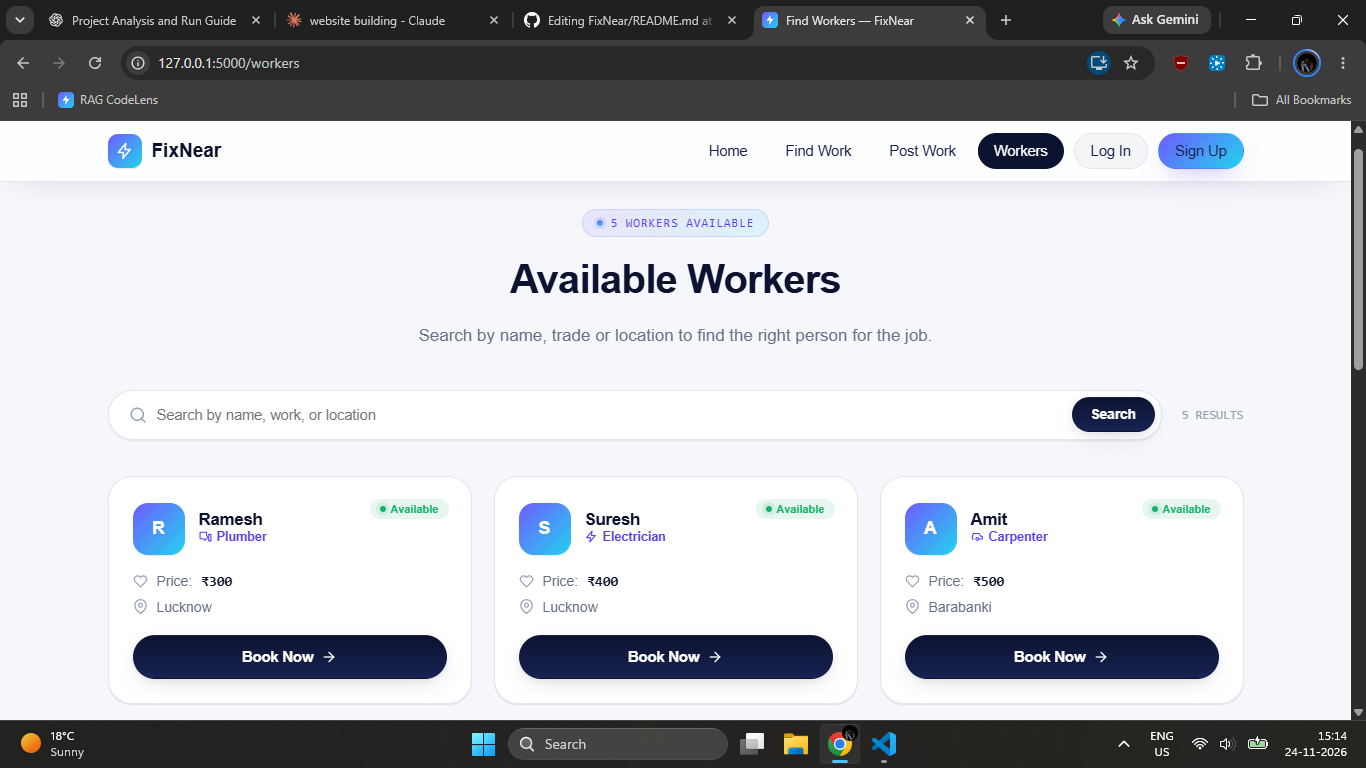 Project Analysis and Run Guide
website building - Claude
Editing FixNear/README.md at
Find Workers — FixNear
Ask Gemini
127.0.0.1:5000/workers
RAG CodeLens
All Bookmarks
FixNear
Home
Find Work
Post Work
Workers
Log In
Sign Up
5 WORKERS AVAILABLE
Available Workers
Search by name, trade or location to find the right person for the job.
Search by name, work, or location
Search
5 RESULTS
R
Ramesh
Plumber
Available
Price: ₹300
Lucknow
Book Now →
S
Suresh
Electrician
Available
Price: ₹400
Lucknow
Book Now →
A
Amit
Carpenter
Available
Price: ₹500
Barabanki
Book Now →
18°C
Sunny
Search
ENG
US
15:14
24-11-2026